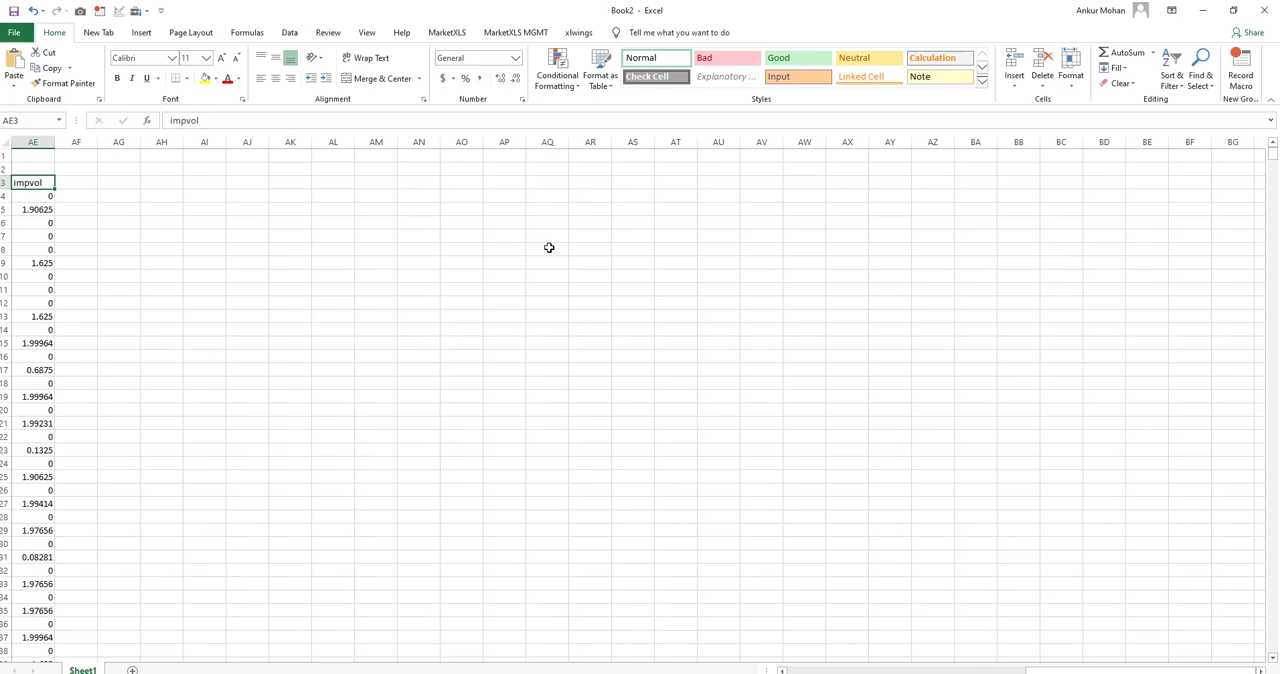 Book2 - Excel
Ankur Mohan
File Home New Tab Insert Page Layout Formulas Data Review View Help MarketXLS MarketXLS MGMT xlwings Tell me what you want to do Share
Paste Cut Copy Format Painter
Clipboard
Calibri 11 A A
B I U A
Font
Wrap Text
Merge & Center
Alignment
General
$ % ,
Number
Conditional Formatting
Format as Table
Normal Bad Good Neutral Calculation
Check Cell Explanatory ... Input Linked Cell Note
Styles
Insert Delete Format
Cells
AutoSum
Fill
Clear
Sort & Filter
Find & Select
Editing
Record Macro
New Gro...
AE3 fx impvol
AE AF AG AH AI AJ AK AL AM AN AO AP AQ AR AS AT AU AV AW AX AY AZ BA BB BC BD BE BF BG
1
2
3 impvol
4 0
5 1.90625
6 0
7 0
8 0
9 1.625
10 0
11 0
12 0
13 1.625
14 0
15 1.99964
16 0
17 0.6875
18 0
19 1.99964
20 0
21 1.99231
22 0
23 0.1325
24 0
25 1.90625
26 0
27 1.99414
28 0
29 1.97656
30 0
31 0.08281
32 0
33 1.97656
34 0
35 1.97656
36 0
37 1.99964
38 0
Sheet1